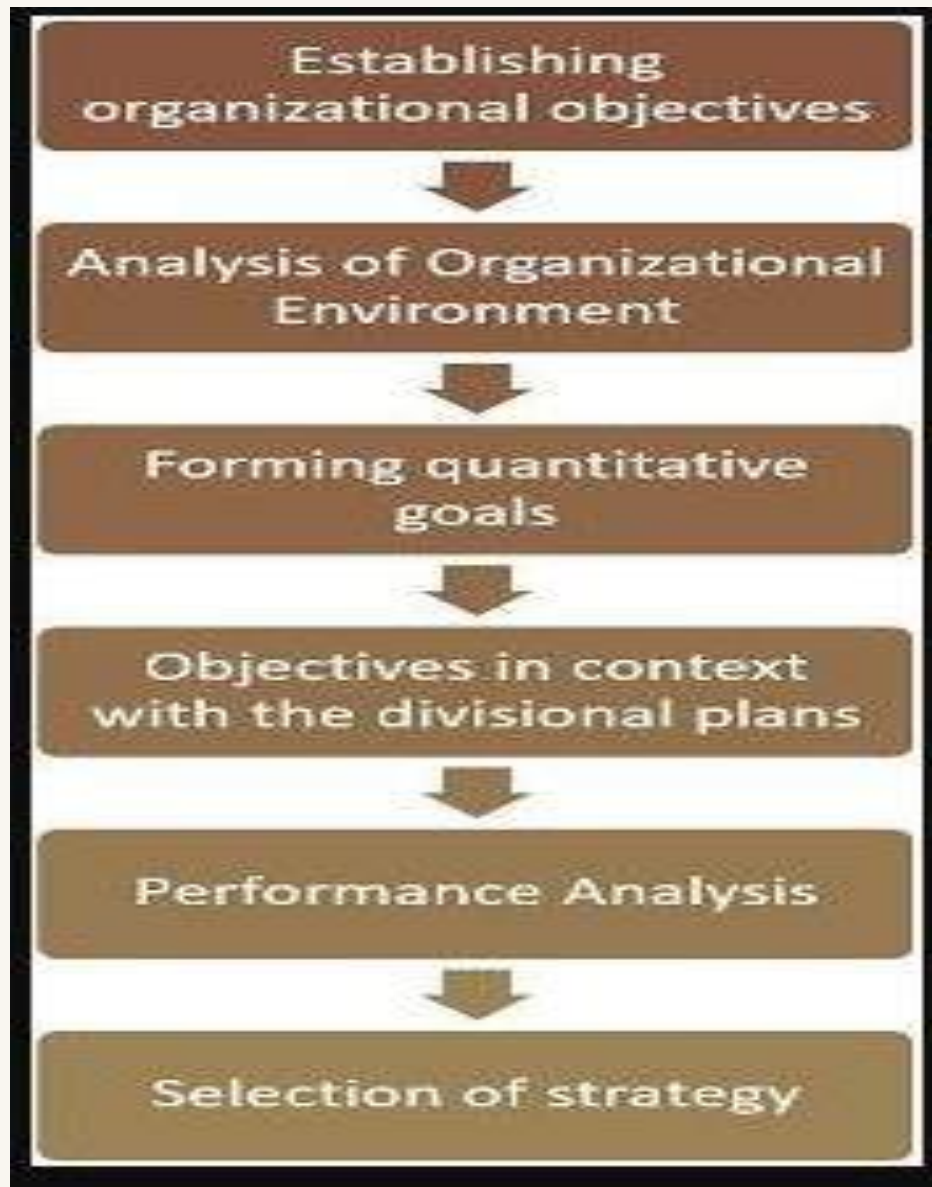 Establishing
organizational objectives
Analysis of Organizational
Environment
Forming quantitative
goals
Objectives in context
with the divisional plans
Performance Analysis
Selection of strategy